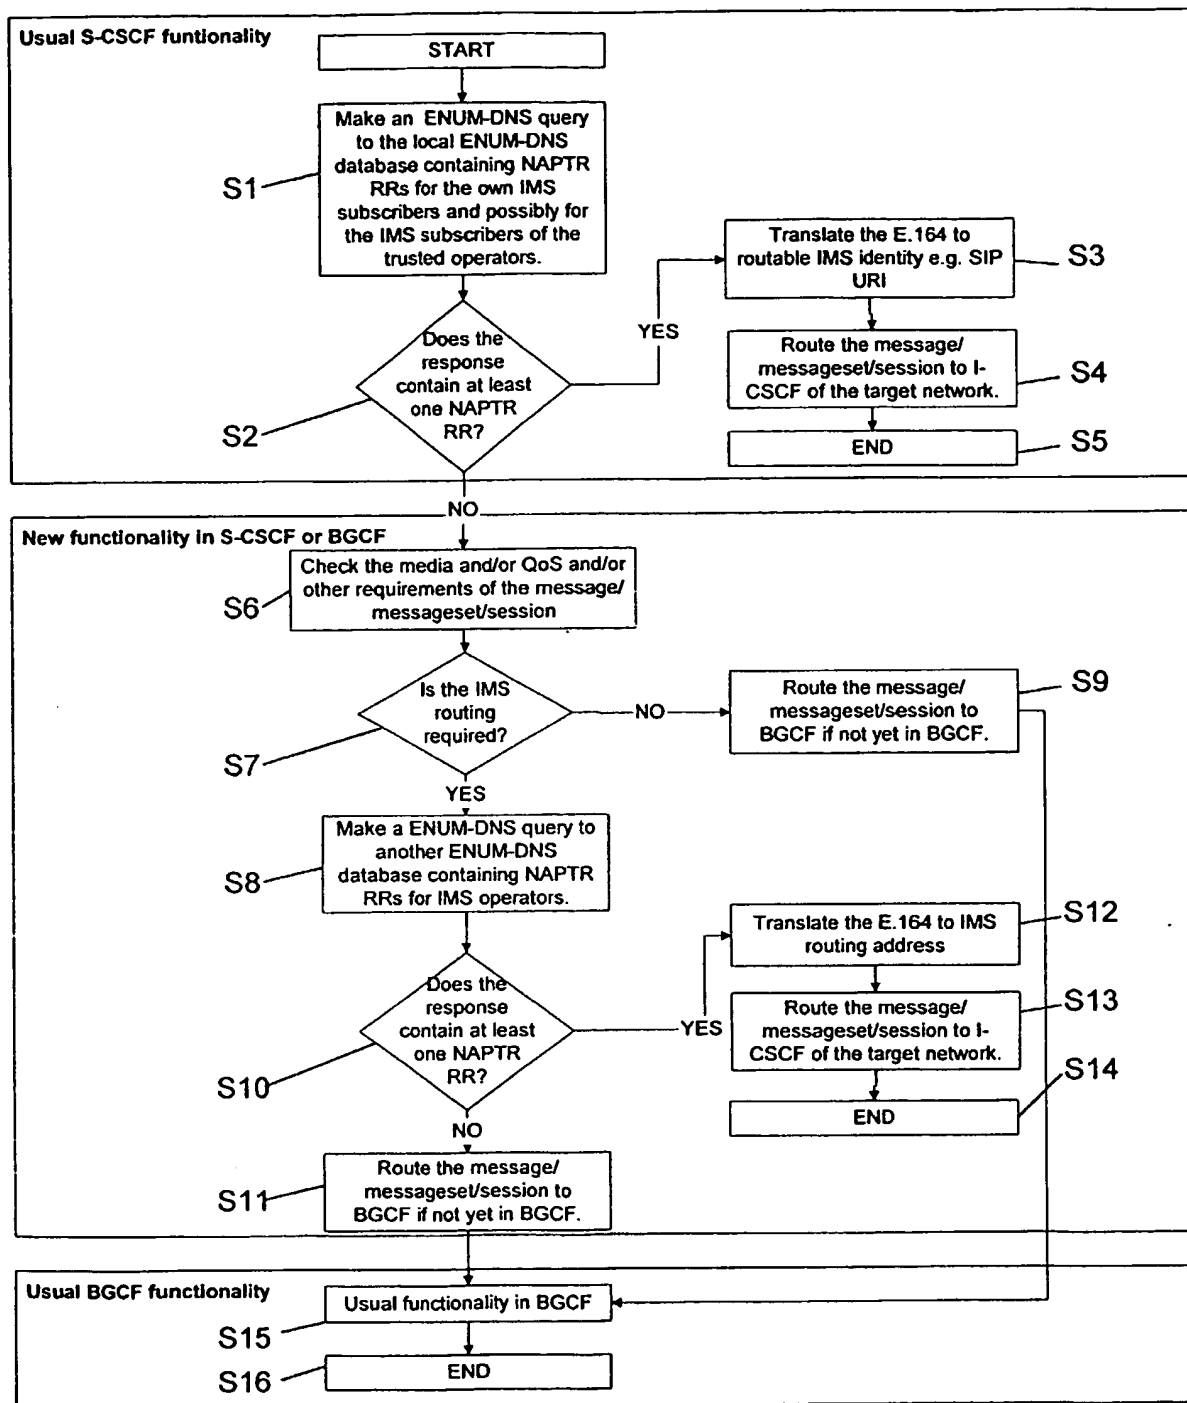 Usual S-CSCF funtionality
START
Make an ENUM-DNS query
to the local ENUM-DNS
database containing NAPTR
RRs for the own IMS
subscribers and possibly for
the IMS subscribers of the
trusted operators.
S1
Translate the E.164 to
routable IMS identity e.g. SIP
URI
S3
YES
Does the
response
contain at least
one NAPTR
RR?
S2
Route the message/
messageset/session to I-
CSCF of the target network.
S4
END
S5
NO
New functionality in S-CSCF or BGCF
Check the media and/or QoS and/or
other requirements of the message/
messageset/session
S6
Is the IMS
routing
required?
S7
NO
Route the message/
messageset/session to
BGCF if not yet in BGCF.
S9
YES
Make a ENUM-DNS query to
another ENUM-DNS
database containing NAPTR
RRs for IMS operators.
S8
Translate the E.164 to IMS
routing address
S12
Does the
response
contain at least
one NAPTR
RR?
S10
YES
Route the message/
messageset/session to I-
CSCF of the target network.
S13
END
S14
NO
Route the message/
messageset/session to
BGCF if not yet in BGCF.
S11
Usual BGCF functionality
Usual functionality in BGCF
S15
END
S16